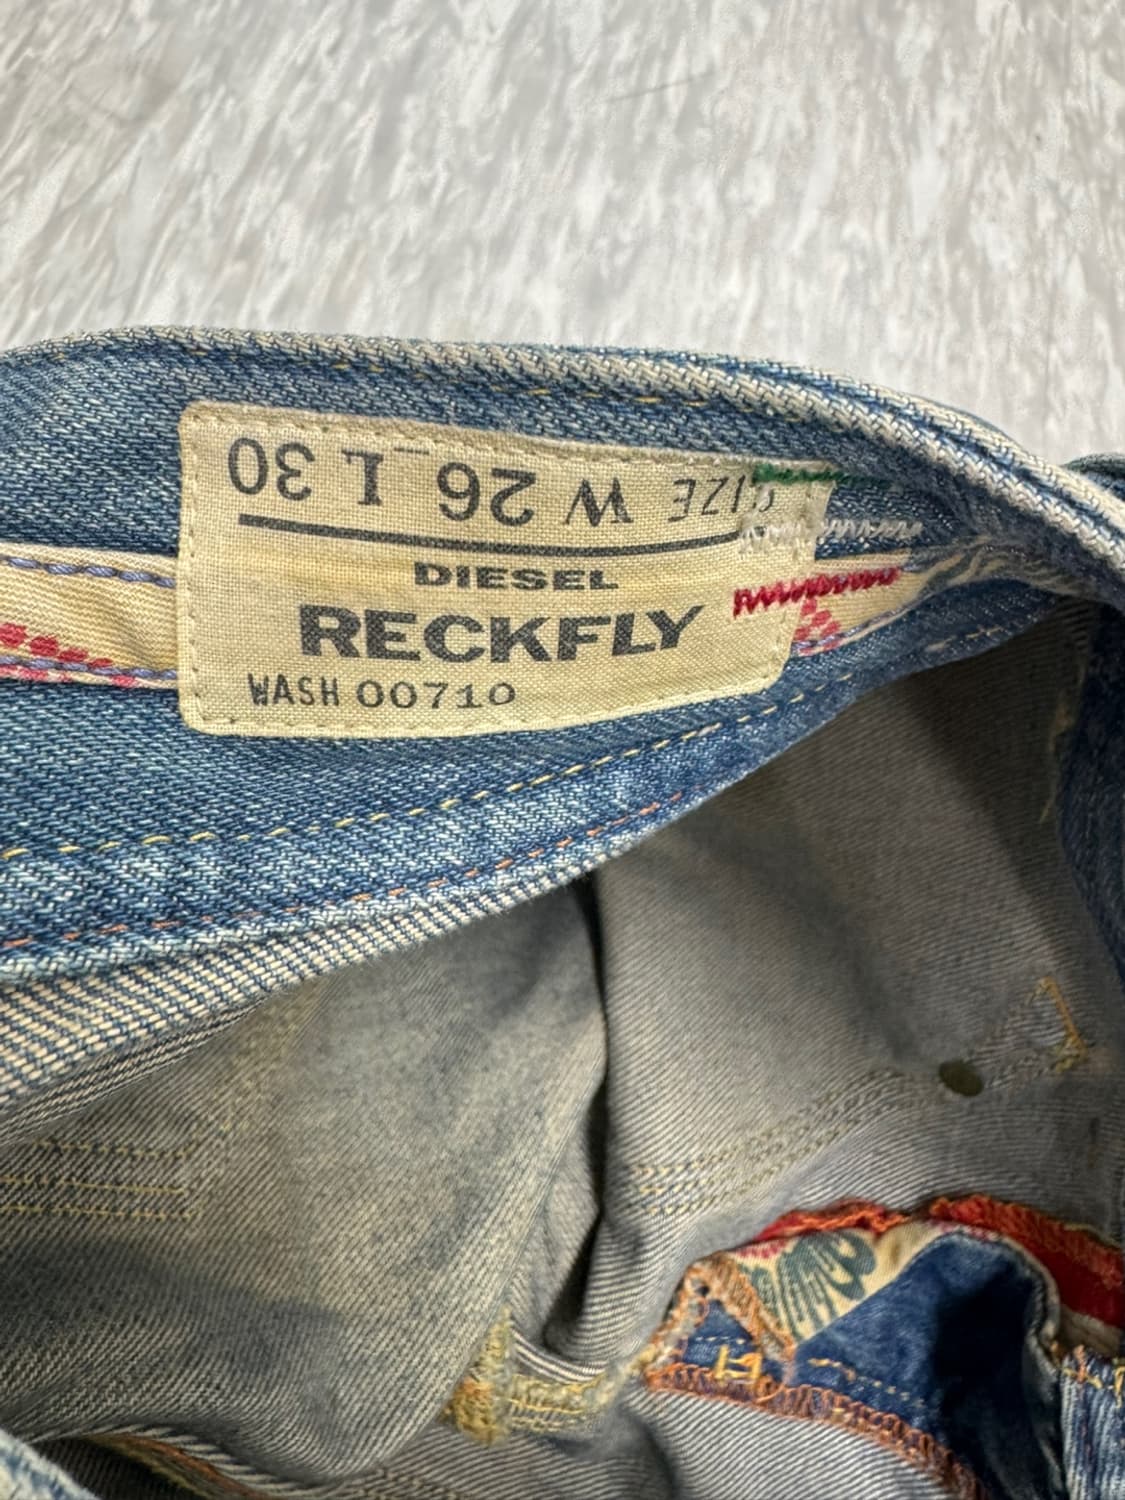 SIZE W 26 L 30
DIESEL
RECKFLY
WASH 00710